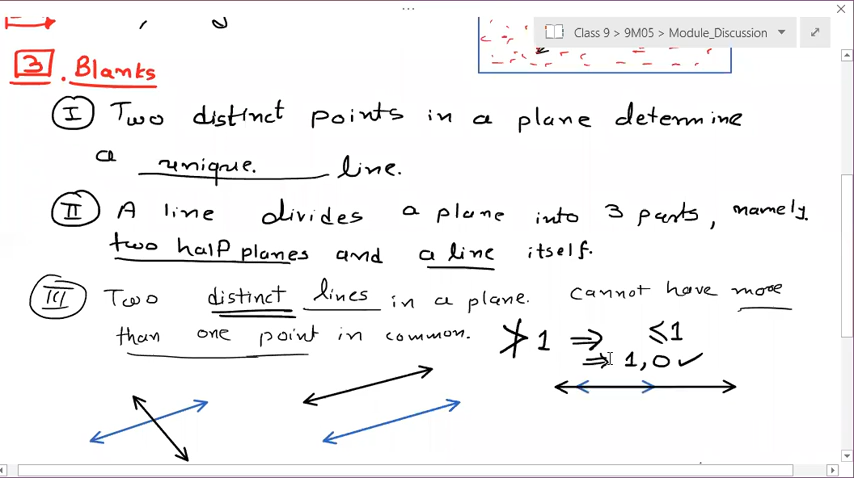 Class 9 > 9M05 > Module_Discussion
3. Blanks
I Two distinct points in a plane determine
a unique. line.
II A line divides a plane into 3 parts, namely.
two half planes and a line itself.
III Two distinct lines in a plane. cannot have more
than one point in common. ≯ 1 ⇒ ≤1
⇒ 1, 0 ✓